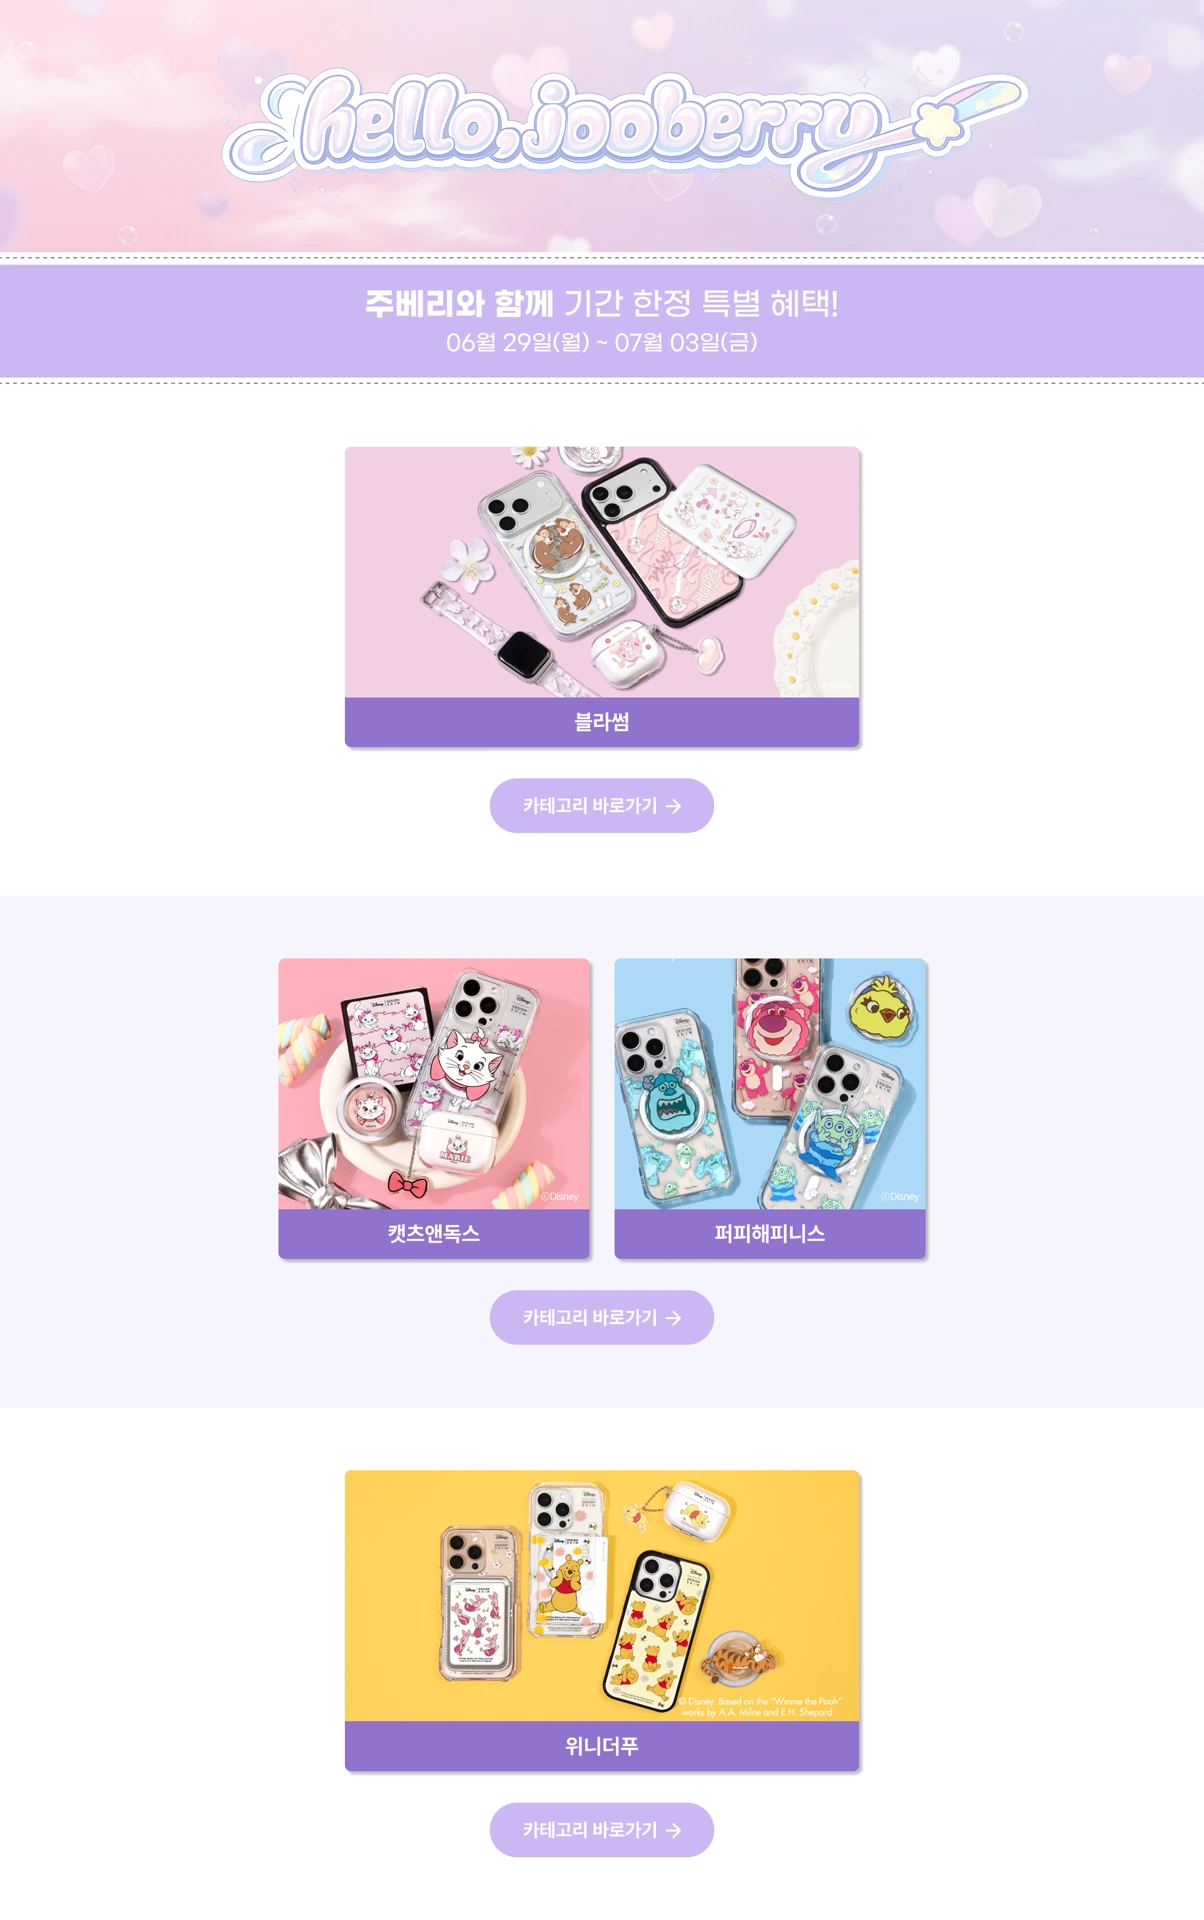 hello, jooberry
주베리와 함께 기간 한정 특별 혜택!
06월 29일(월) ~ 07월 03일(금)
블라썸
카테고리 바로가기 →
ⓒDisney
ⓒDisney
MARIE
캣츠앤독스
퍼피해피니스
카테고리 바로가기 →
© Disney. Based on the "Winnie the Pooh"
works by A.A. Milne and E.H. Shepard.
위니더푸
카테고리 바로가기 →